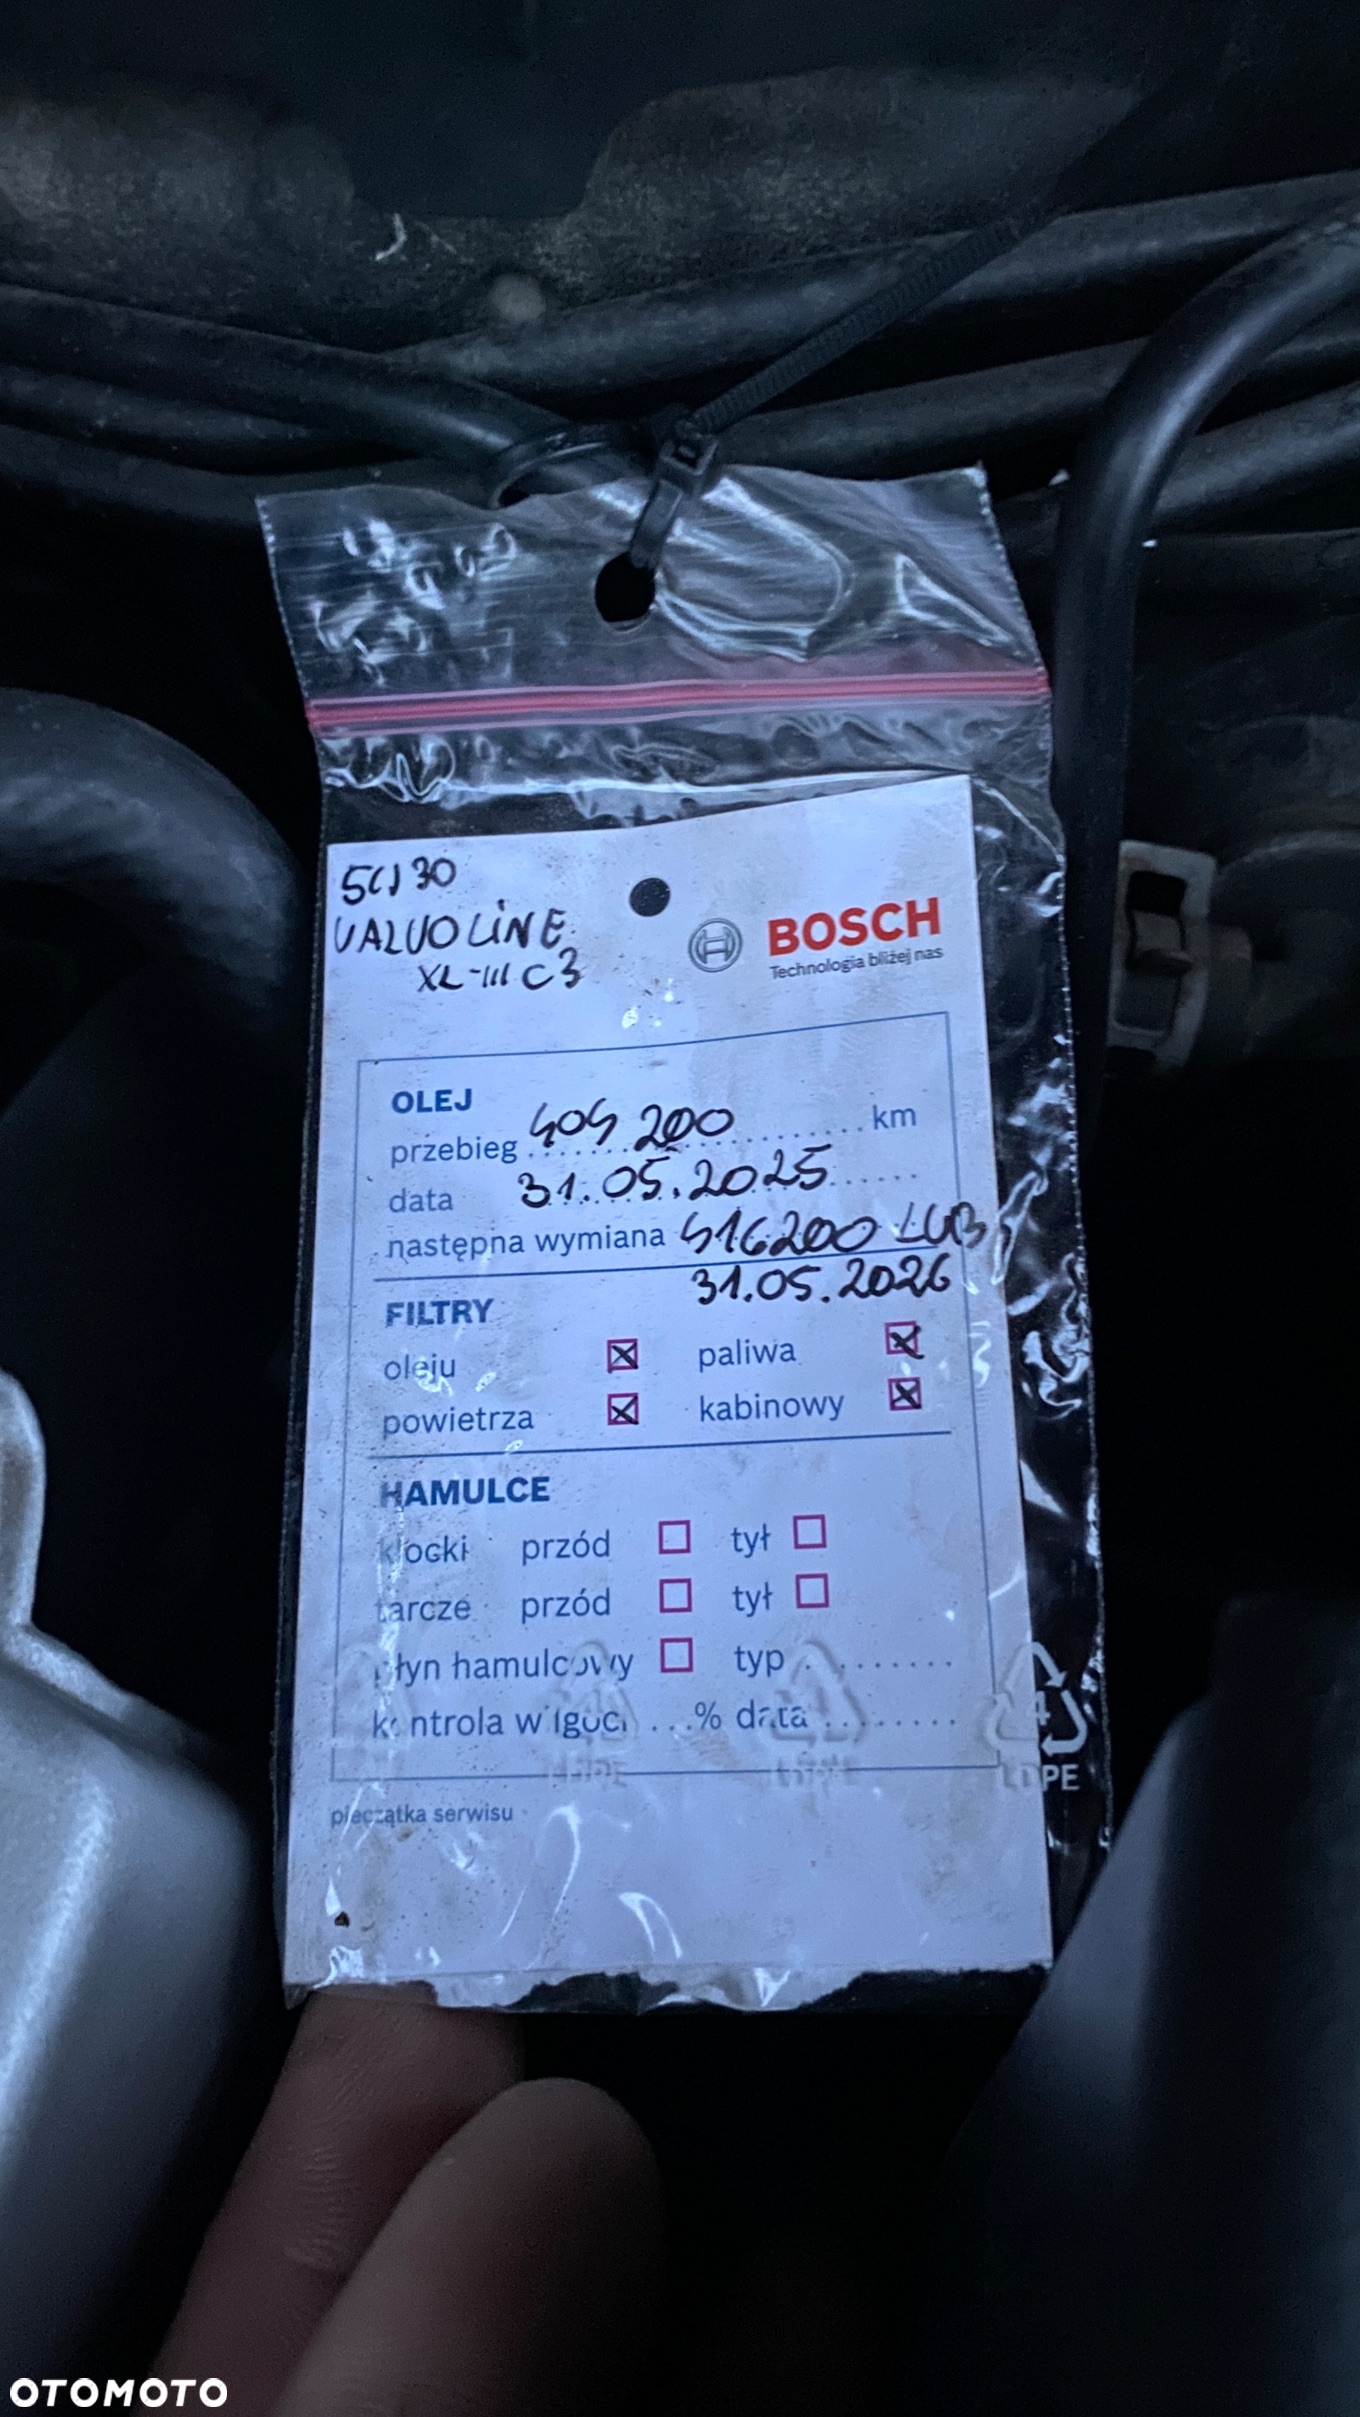 5W30
VALVOLINE
XL-III C3
BOSCH
Technologia bliżej nas
OLEJ
przebieg 404 200 km
data 31.05.2025
następna wymiana 416200 LUB
31.05.2026
FILTRY
oleju ☒ paliwa ☒
powietrza ☒ kabinowy ☒
HAMULCE
klocki przód ☐ tył ☐
tarcze przód ☐ tył ☐
płyn hamulcowy ☐ typ ........
kontrola wilgoci ...% data ........
pieczątka serwisu
4
LDPE
OTOMOTO